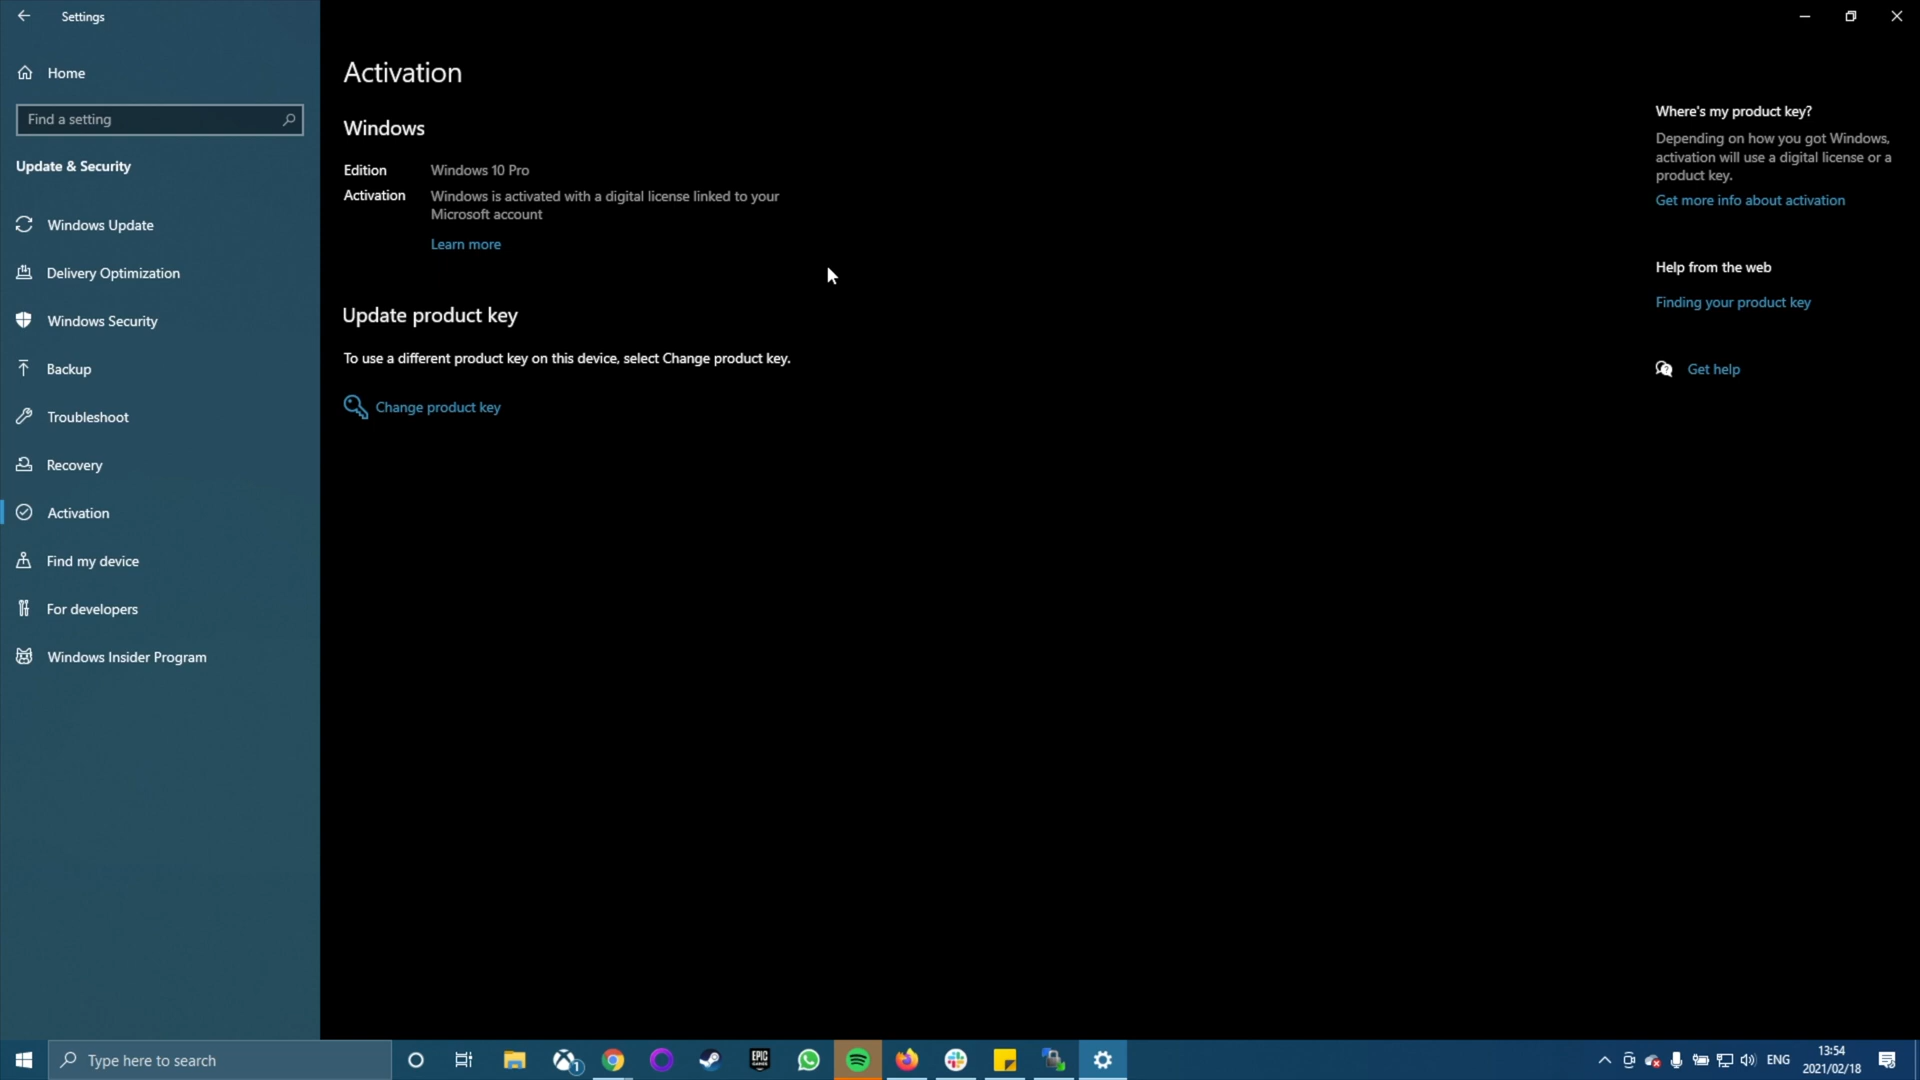 Settings
Home
Find a setting
Update & Security
Windows Update
Delivery Optimization
Windows Security
Backup
Troubleshoot
Recovery
Activation
Find my device
For developers
Windows Insider Program
Activation
Windows
Edition Windows 10 Pro
Activation Windows is activated with a digital license linked to your
Microsoft account
Learn more
Update product key
To use a different product key on this device, select Change product key.
Change product key
Where's my product key?
Depending on how you got Windows,
activation will use a digital license or a
product key.
Get more info about activation
Help from the web
Finding your product key
Get help
Type here to search
1
EPIC
GAMES
ENG
13:54
2021/02/18